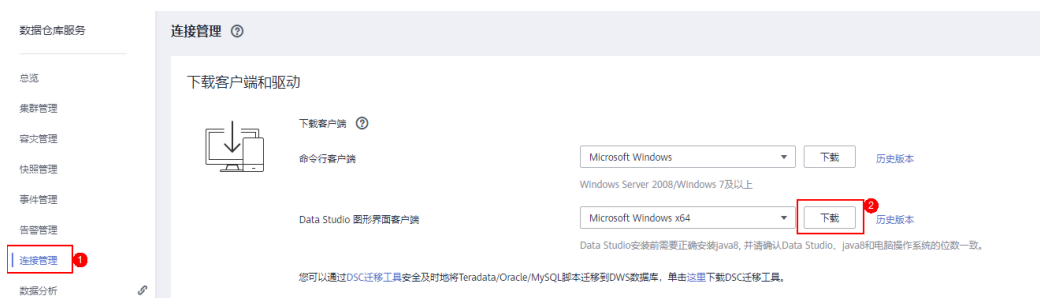 数据仓库服务
总览
集群管理
容灾管理
快照管理
事件管理
告警管理
连接管理 1
数据分析
连接管理 ?
下载客户端和驱动
下载客户端 ?
命令行客户端 Microsoft Windows 下载 历史版本
Windows Server 2008/Windows 7及以上
Data Studio 图形界面客户端 Microsoft Windows x64 下载 2 历史版本
Data Studio安装前需要正确安装java8, 并请确认Data Studio、java8和电脑操作系统的位数一致。
您可以通过DSC迁移工具安全及时地将Teradata/Oracle/MySQL脚本迁移到DWS数据库，单击这里下载DSC迁移工具。